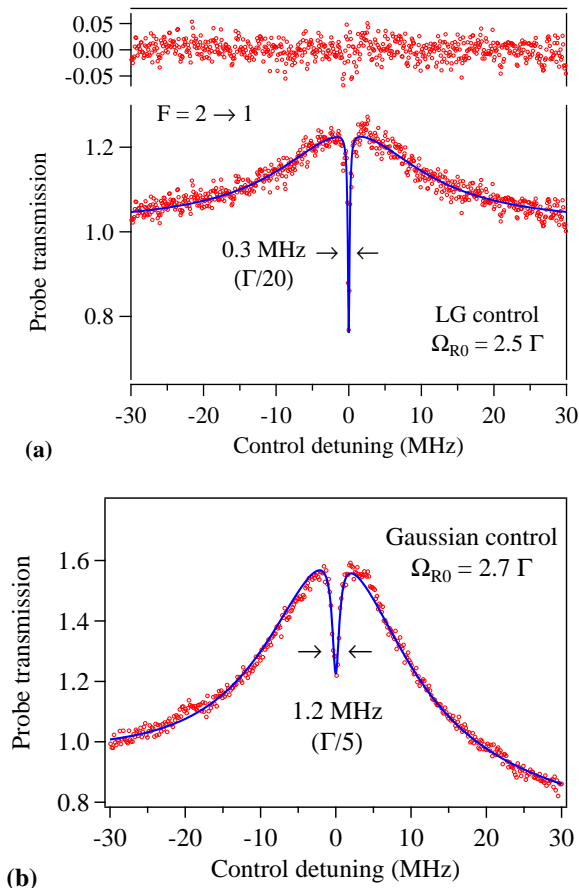 0.05
0.00
-0.05
F = 2 → 1
1.2
1.0
0.8
Probe transmission
0.3 MHz
(Γ/20)
LG control
Ω_R0 = 2.5 Γ
-30 -20 -10 0 10 20 30
Control detuning (MHz)
(a)
1.6
1.4
1.2
1.0
0.8
Probe transmission
Gaussian control
Ω_R0 = 2.7 Γ
1.2 MHz
(Γ/5)
-30 -20 -10 0 10 20 30
Control detuning (MHz)
(b)